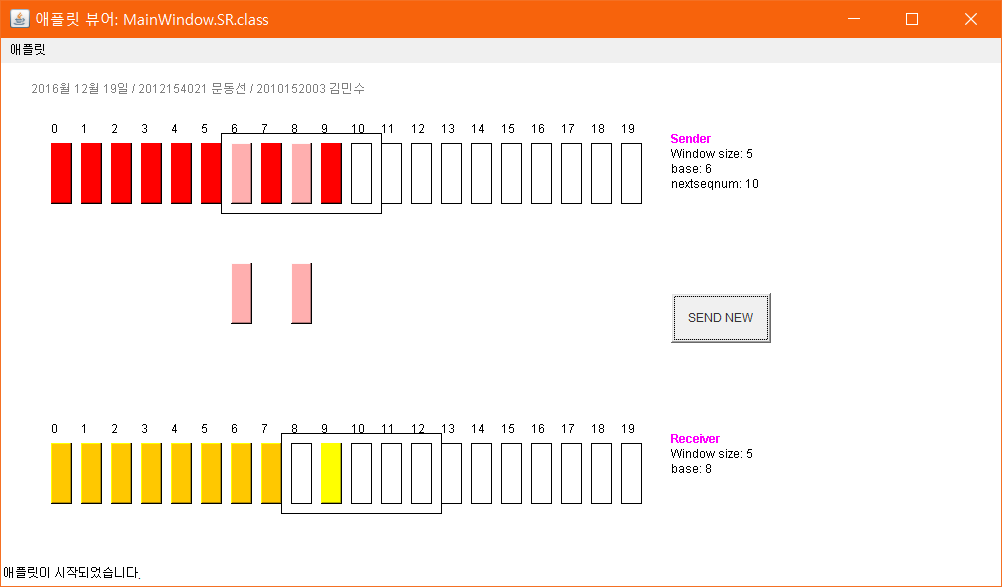 애플릿 뷰어: MainWindow.SR.class
애플릿
2016월 12월 19일 / 2012154021 문동선 / 2010152003 김민수
0 1 2 3 4 5 6 7 8 9 10 11 12 13 14 15 16 17 18 19
Sender
Window size: 5
base: 6
nextseqnum: 10
SEND NEW
0 1 2 3 4 5 6 7 8 9 10 11 12 13 14 15 16 17 18 19
Receiver
Window size: 5
base: 8
애플릿이 시작되었습니다.